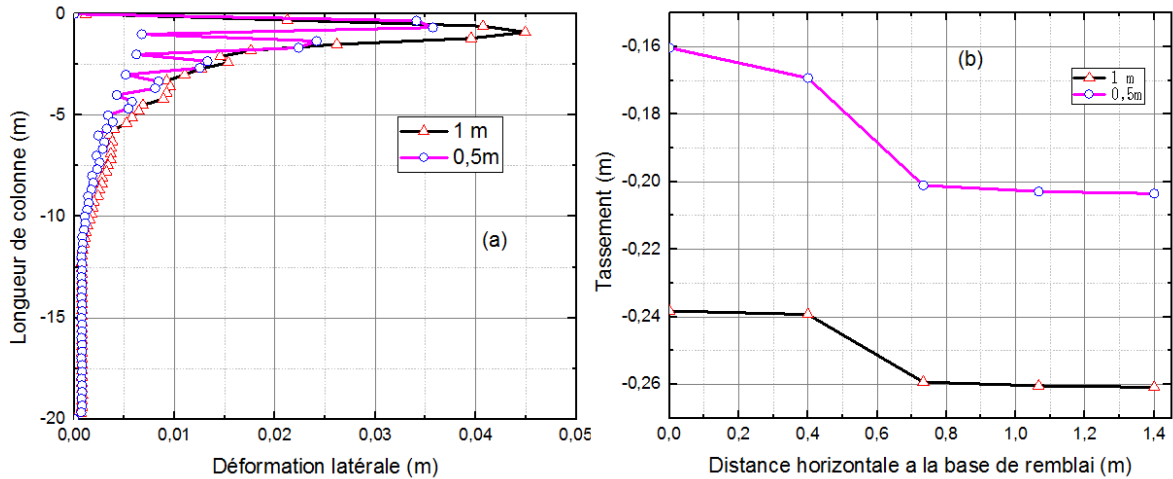 Longueur de colonne (m)
0
-5
-10
-15
-20
0,00 0,01 0,02 0,03 0,04 0,05
Déformation latérale (m)
1 m
0,5m
(a)
Tassement (m)
-0,16
-0,18
-0,20
-0,22
-0,24
-0,26
0,0 0,2 0,4 0,6 0,8 1,0 1,2 1,4
Distance horizontale a la base de remblai (m)
(b)
1 m
0,5m